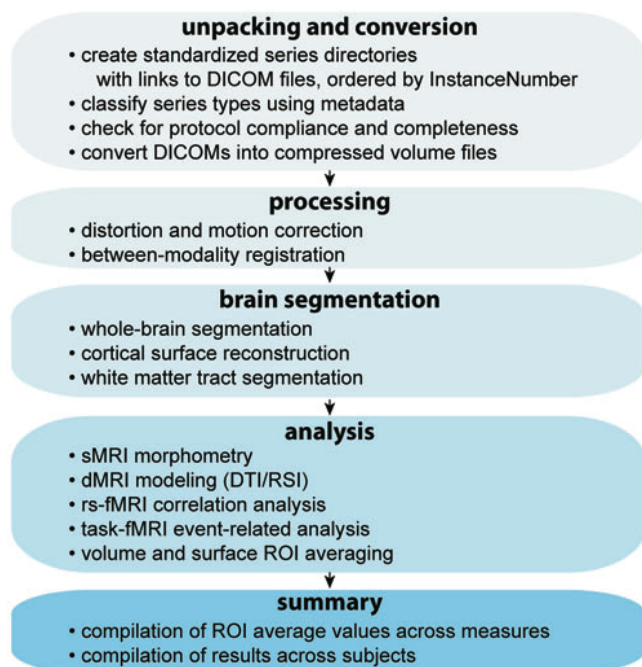 unpacking and conversion
• create standardized series directories
with links to DICOM files, ordered by InstanceNumber
• classify series types using metadata
• check for protocol compliance and completeness
• convert DICOMs into compressed volume files
processing
• distortion and motion correction
• between-modality registration
brain segmentation
• whole-brain segmentation
• cortical surface reconstruction
• white matter tract segmentation
analysis
• sMRI morphometry
• dMRI modeling (DTI/RSI)
• rs-fMRI correlation analysis
• task-fMRI event-related analysis
• volume and surface ROI averaging
summary
• compilation of ROI average values across measures
• compilation of results across subjects